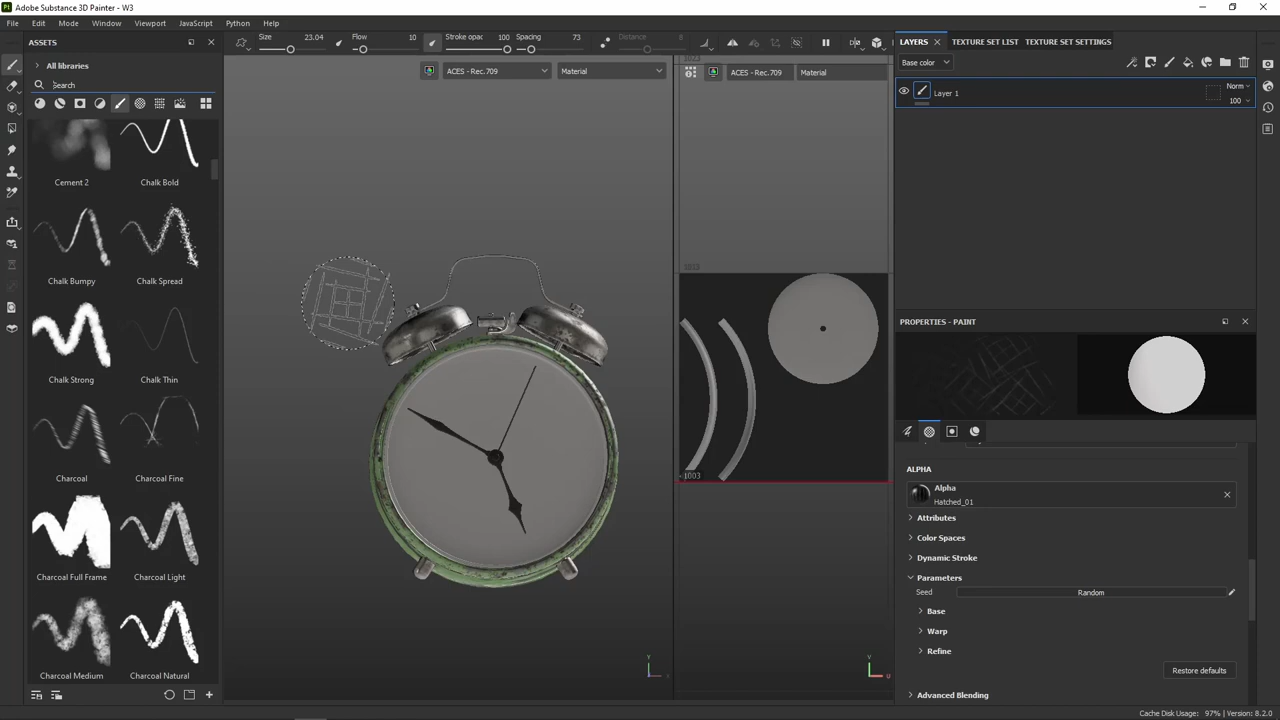 Adobe Substance 3D Painter - W3
File Edit Mode Window Viewport JavaScript Python Help
ASSETS
Size 23.04 Flow 10 Stroke opac 100 Spacing 73 Distance 8
LAYERS TEXTURE SET LIST TEXTURE SET SETTINGS
All libraries
Base color
ACES - Rec.709 Material
ACES - Rec.709 Material
Search
Layer 1
Norm
100
Cement 2 Chalk Bold
Chalk Bumpy Chalk Spread
1013
PROPERTIES - PAINT
Chalk Strong Chalk Thin
ALPHA
Alpha
Hatched_01
1003
Charcoal Charcoal Fine
Attributes
Color Spaces
Dynamic Stroke
Parameters
Charcoal Full Frame Charcoal Light
Seed Random
Base
Warp
Refine
Charcoal Medium Charcoal Natural
Restore defaults
Advanced Blending
Cache Disk Usage: 97% | Version: 8.2.0